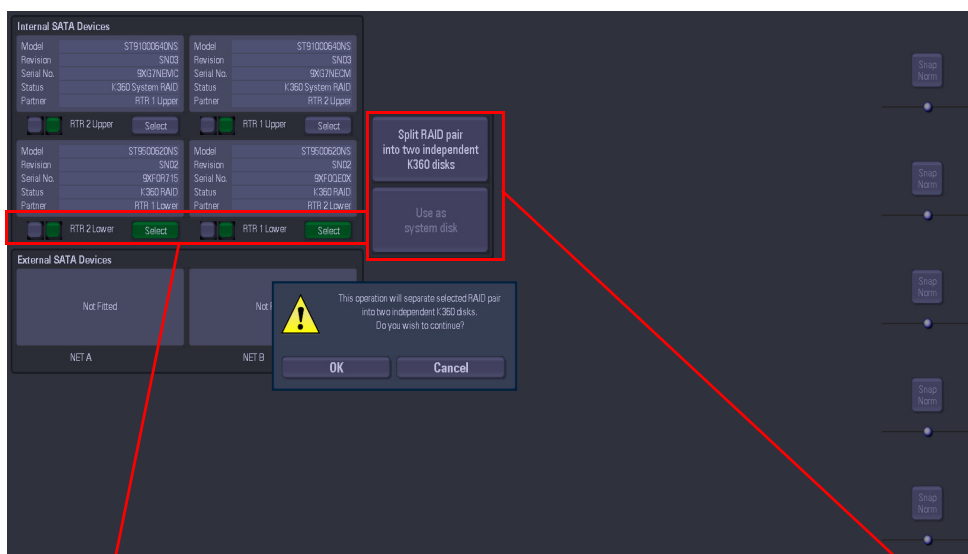 Internal SATA Devices
Model ST91000640NS Model ST91000640NS
Revision SN03 Revision SN03
Serial No. 9XG7NEMC Serial No. 9XG7NECM
Status K360 System RAID Status K360 System RAID
Partner RTR 1 Upper Partner RTR 2 Upper
RTR 2 Upper Select RTR 1 Upper Select
Model ST9500620NS Model ST9500620NS
Revision SN02 Revision SN02
Serial No. 9XF0R715 Serial No. 9XF0QE0X
Status K360 RAID Status K360 RAID
Partner RTR 1 Lower Partner RTR 2 Lower
RTR 2 Lower Select RTR 1 Lower Select
Split RAID pair
into two independent
K360 disks
Use as
system disk
External SATA Devices
Not Fitted
Not
NET A NET B
This operation will separate selected RAID pair
into two independent K360 disks.
Do you wish to continue?
OK Cancel
Snap
Norm
Snap
Norm
Snap
Norm
Snap
Norm
Snap
Norm